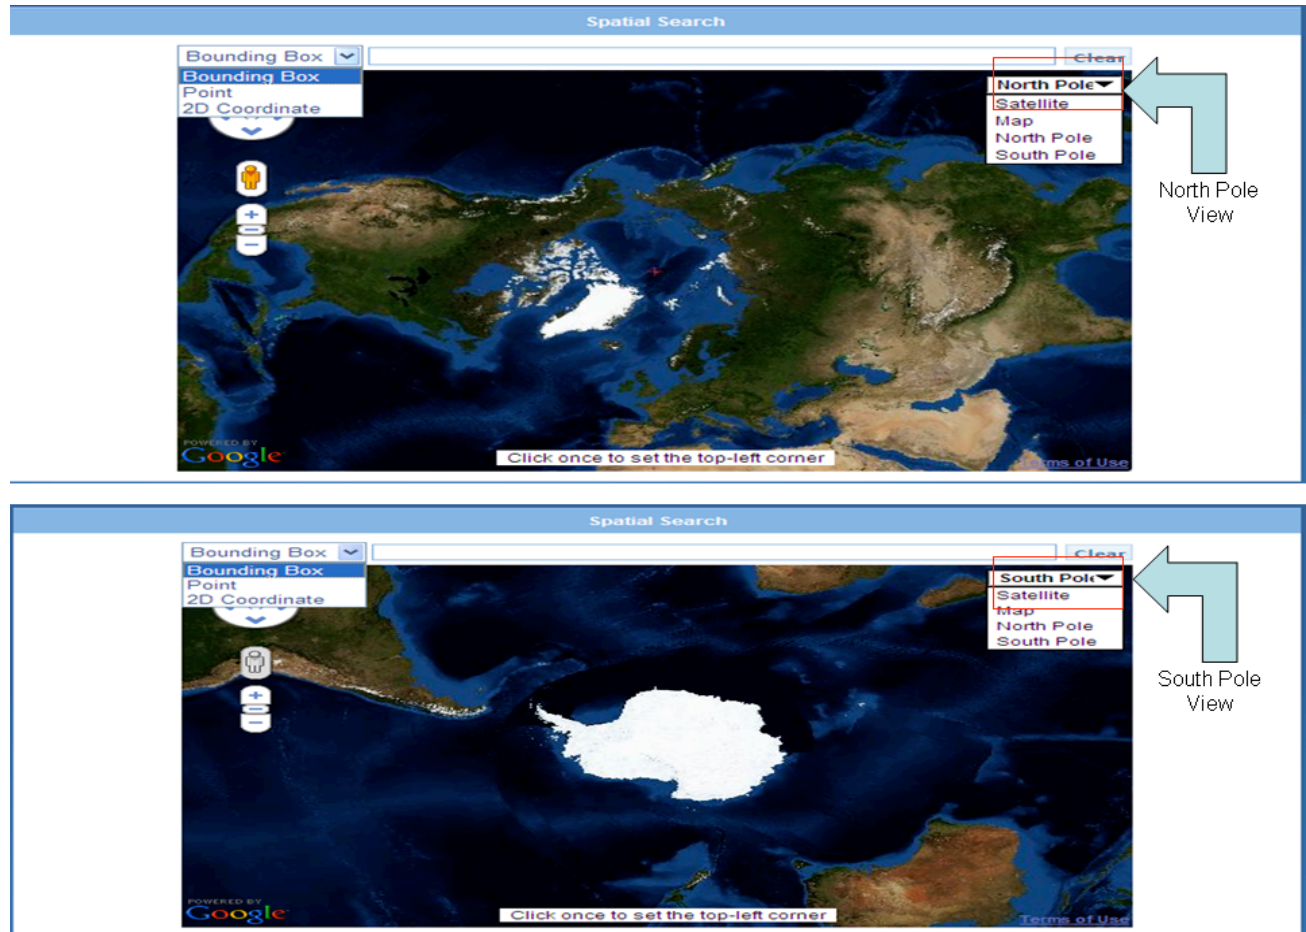 Spatial Search
Bounding Box
Clear
Bounding Box
Point
2D Coordinate
North Pole
Satellite
Map
North Pole
South Pole
North Pole
View
POWERED BY
Google
Click once to set the top-left corner
Terms of Use
Spatial Search
Bounding Box
Clear
Bounding Box
Point
2D Coordinate
South Pole
Satellite
Map
North Pole
South Pole
South Pole
View
POWERED BY
Google
Click once to set the top-left corner
Terms of Use